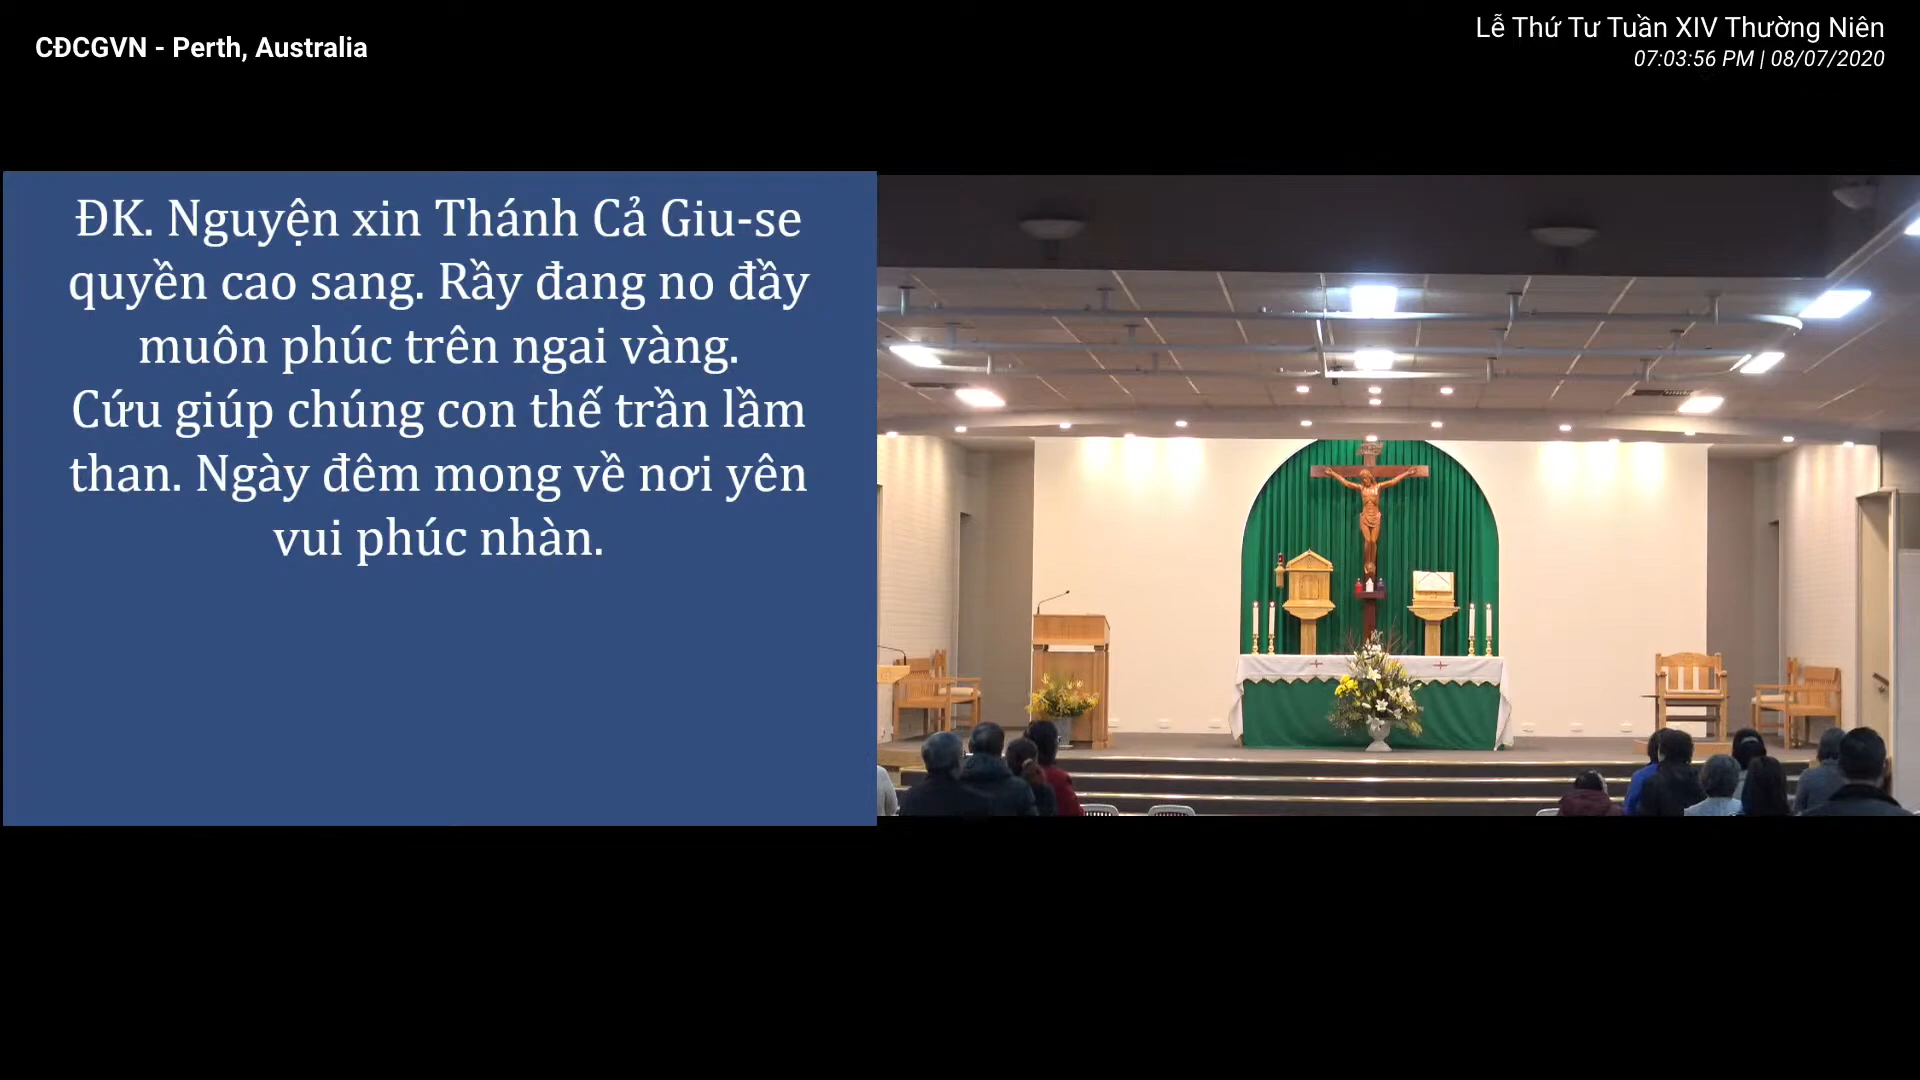 CĐCGVN - Perth, Australia
Lễ Thứ Tư Tuần XIV Thường Niên
07:03:56 PM | 08/07/2020
ĐK. Nguyện xin Thánh Cả Giu-se
quyền cao sang. Rầy đang no đầy
muôn phúc trên ngai vàng.
Cứu giúp chúng con thế trần lầm
than. Ngày đêm mong về nơi yên
vui phúc nhàn.